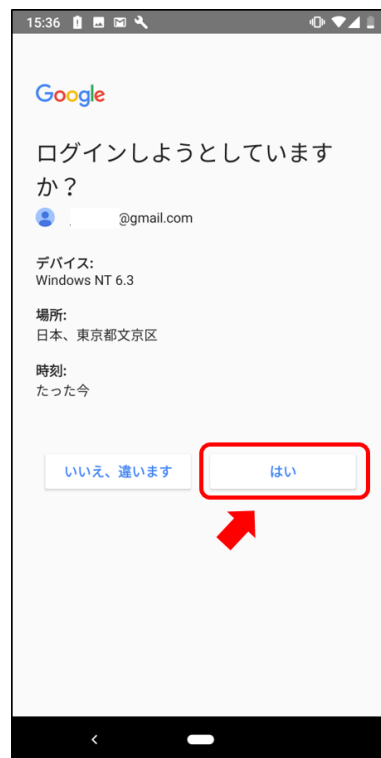 15:36
Google
ログインしようとしています
か？
@gmail.com
デバイス:
Windows NT 6.3
場所:
日本、東京都文京区
時刻:
たった今
いいえ、違います
はい